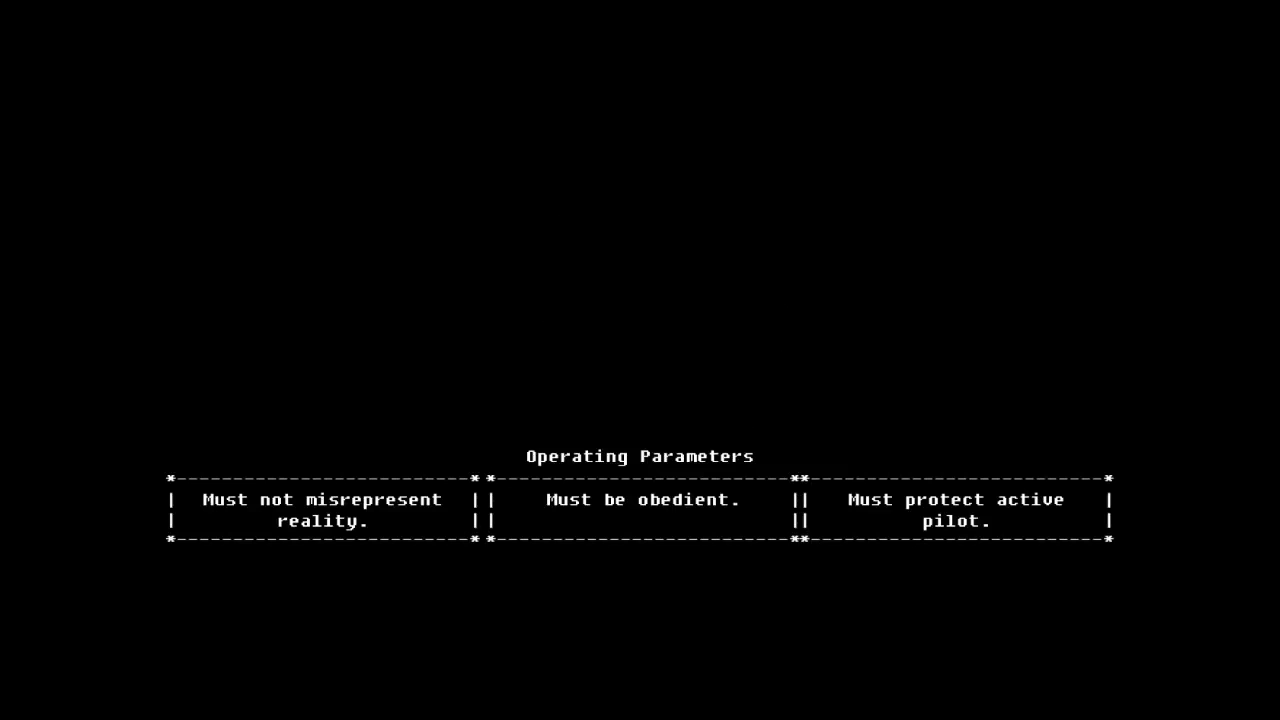 Operating Parameters
*--------------------------* *--------------------------**--------------------------*
| Must not misrepresent | | Must be obedient. || Must protect active |
| reality. | | || pilot. |
*--------------------------* *--------------------------**--------------------------*